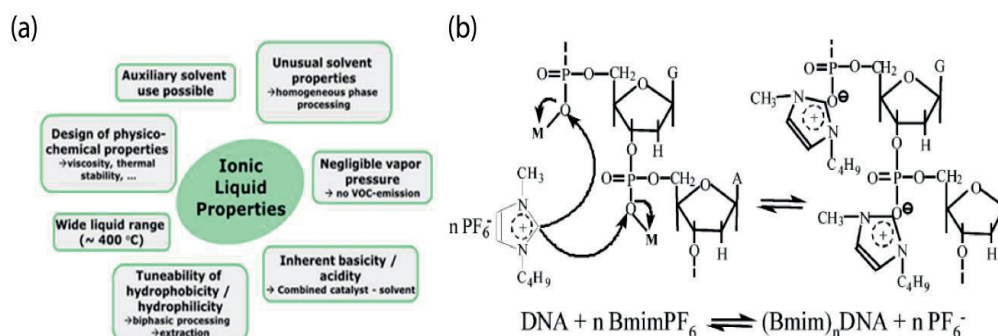 (a)
Auxiliary solvent
use possible
Unusual solvent
properties
→homogeneous phase
processing
Design of physico-
chemical properties
→viscosity, thermal
stability, ...
Ionic
Liquid
Properties
Negligible vapor
pressure
→ no VOC-emission
Wide liquid range
(~ 400 °C)
Inherent basicity /
acidity
→ Combined catalyst - solvent
Tuneability of
hydrophobicity /
hydrophilicity
→biphasic processing
→extraction
(b)
O=P–O–CH₂ O G
O
M
H
CH₃
N
n PF₆⁻
+
N
C₄H₉
O
O=P–O–CH₂ O A
O
M
H
O
⇌
O=P–O–CH₂ O G
CH₃ N O ⊖
+
N
C₄H₉
H
O
O=P–O–CH₂ O
CH₃ N O ⊖
+
N
C₄H₉
H
O
DNA + n BmimPF₆ ⇌ (Bmim)ₙDNA + n PF₆⁻